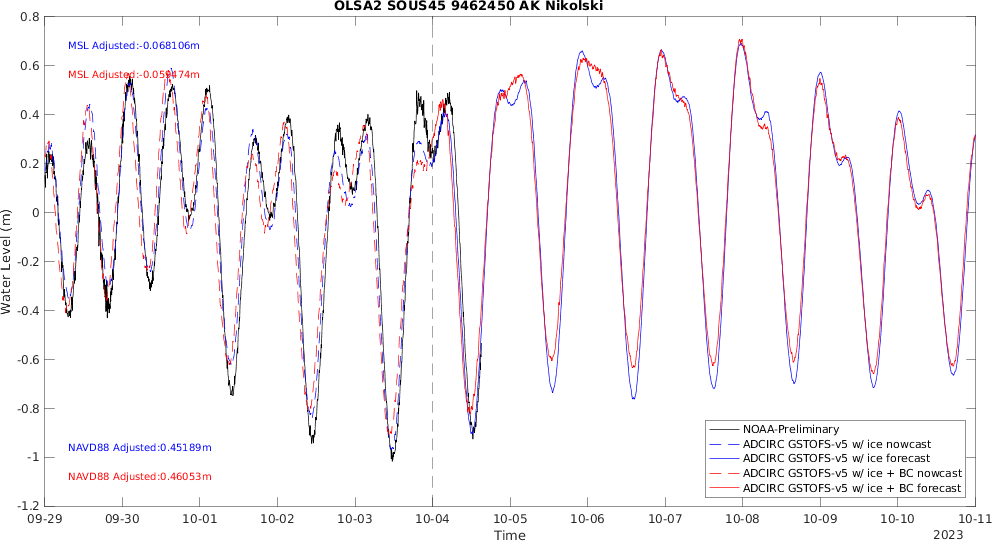 OLSA2 SOUS45 9462450 AK Nikolski
0.8
0.6
0.4
0.2
0
-0.2
-0.4
-0.6
-0.8
-1
-1.2
Water Level (m)
MSL Adjusted:-0.068106m
MSL Adjusted:-0.059474m
NAVD88 Adjusted:0.45189m
NAVD88 Adjusted:0.46053m
NOAA-Preliminary
ADCIRC GSTOFS-v5 w/ ice nowcast
ADCIRC GSTOFS-v5 w/ ice forecast
ADCIRC GSTOFS-v5 w/ ice + BC nowcast
ADCIRC GSTOFS-v5 w/ ice + BC forecast
09-29 09-30 10-01 10-02 10-03 10-04 10-05 10-06 10-07 10-08 10-09 10-10 10-11
Time
2023